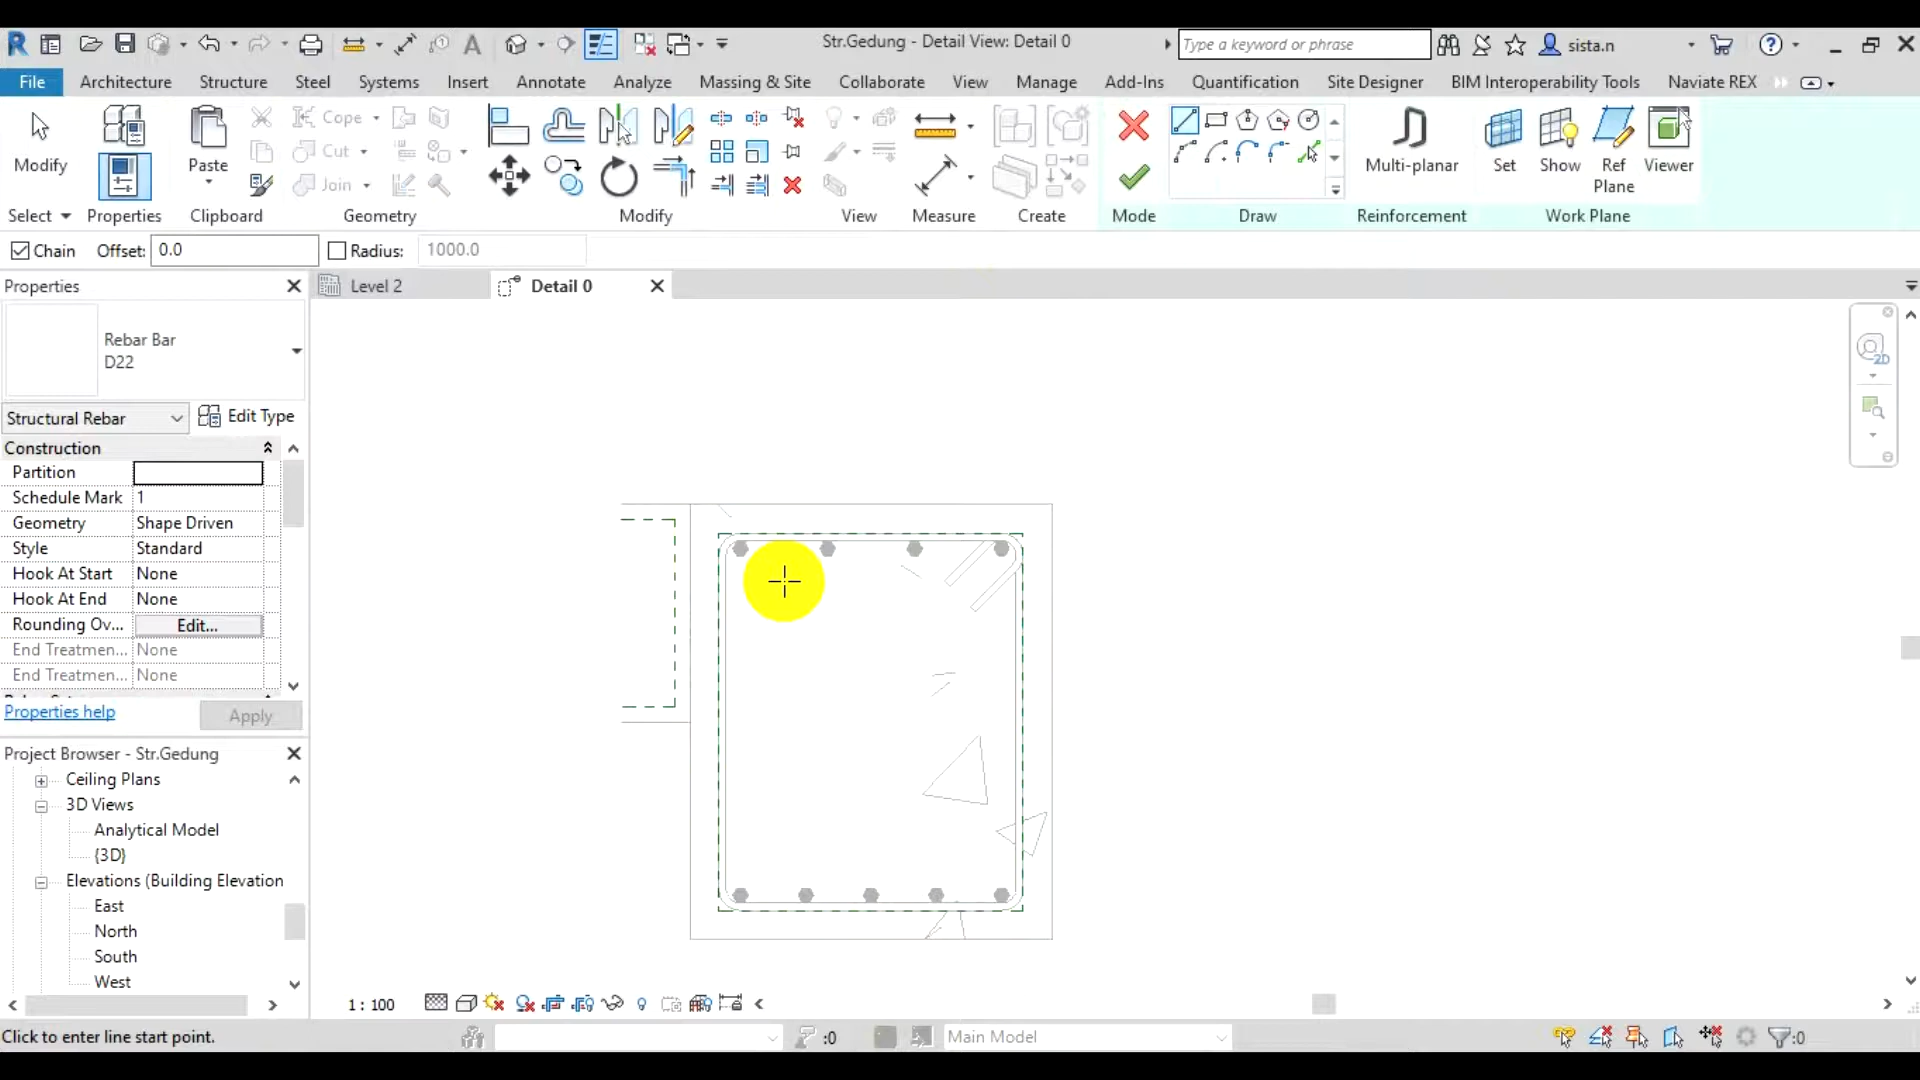 Str.Gedung - Detail View: Detail 0
Type a keyword or phrase
sista.n
File Architecture Structure Steel Systems Insert Annotate Analyze Massing & Site Collaborate View Manage Add-Ins Quantification Site Designer BIM Interoperability Tools Naviate REX
Modify
Paste
Cope
Cut
Join
Multi-planar
Set
Show
Ref
Plane
Viewer
Select Properties Clipboard Geometry Modify View Measure Create Mode Draw Reinforcement Work Plane
Chain Offset: 0.0 Radius: 1000.0
Properties
Level 2
Detail 0
Rebar Bar
D22
Structural Rebar Edit Type
Construction
Partition
Schedule Mark 1
Geometry Shape Driven
Style Standard
Hook At Start None
Hook At End None
Rounding Ov... Edit...
End Treatmen... None
End Treatmen... None
Properties help Apply
Project Browser - Str.Gedung
Ceiling Plans
3D Views
Analytical Model
{3D}
Elevations (Building Elevation
East
North
South
West
2D
1 : 100
Click to enter line start point.
:0
Main Model
:0